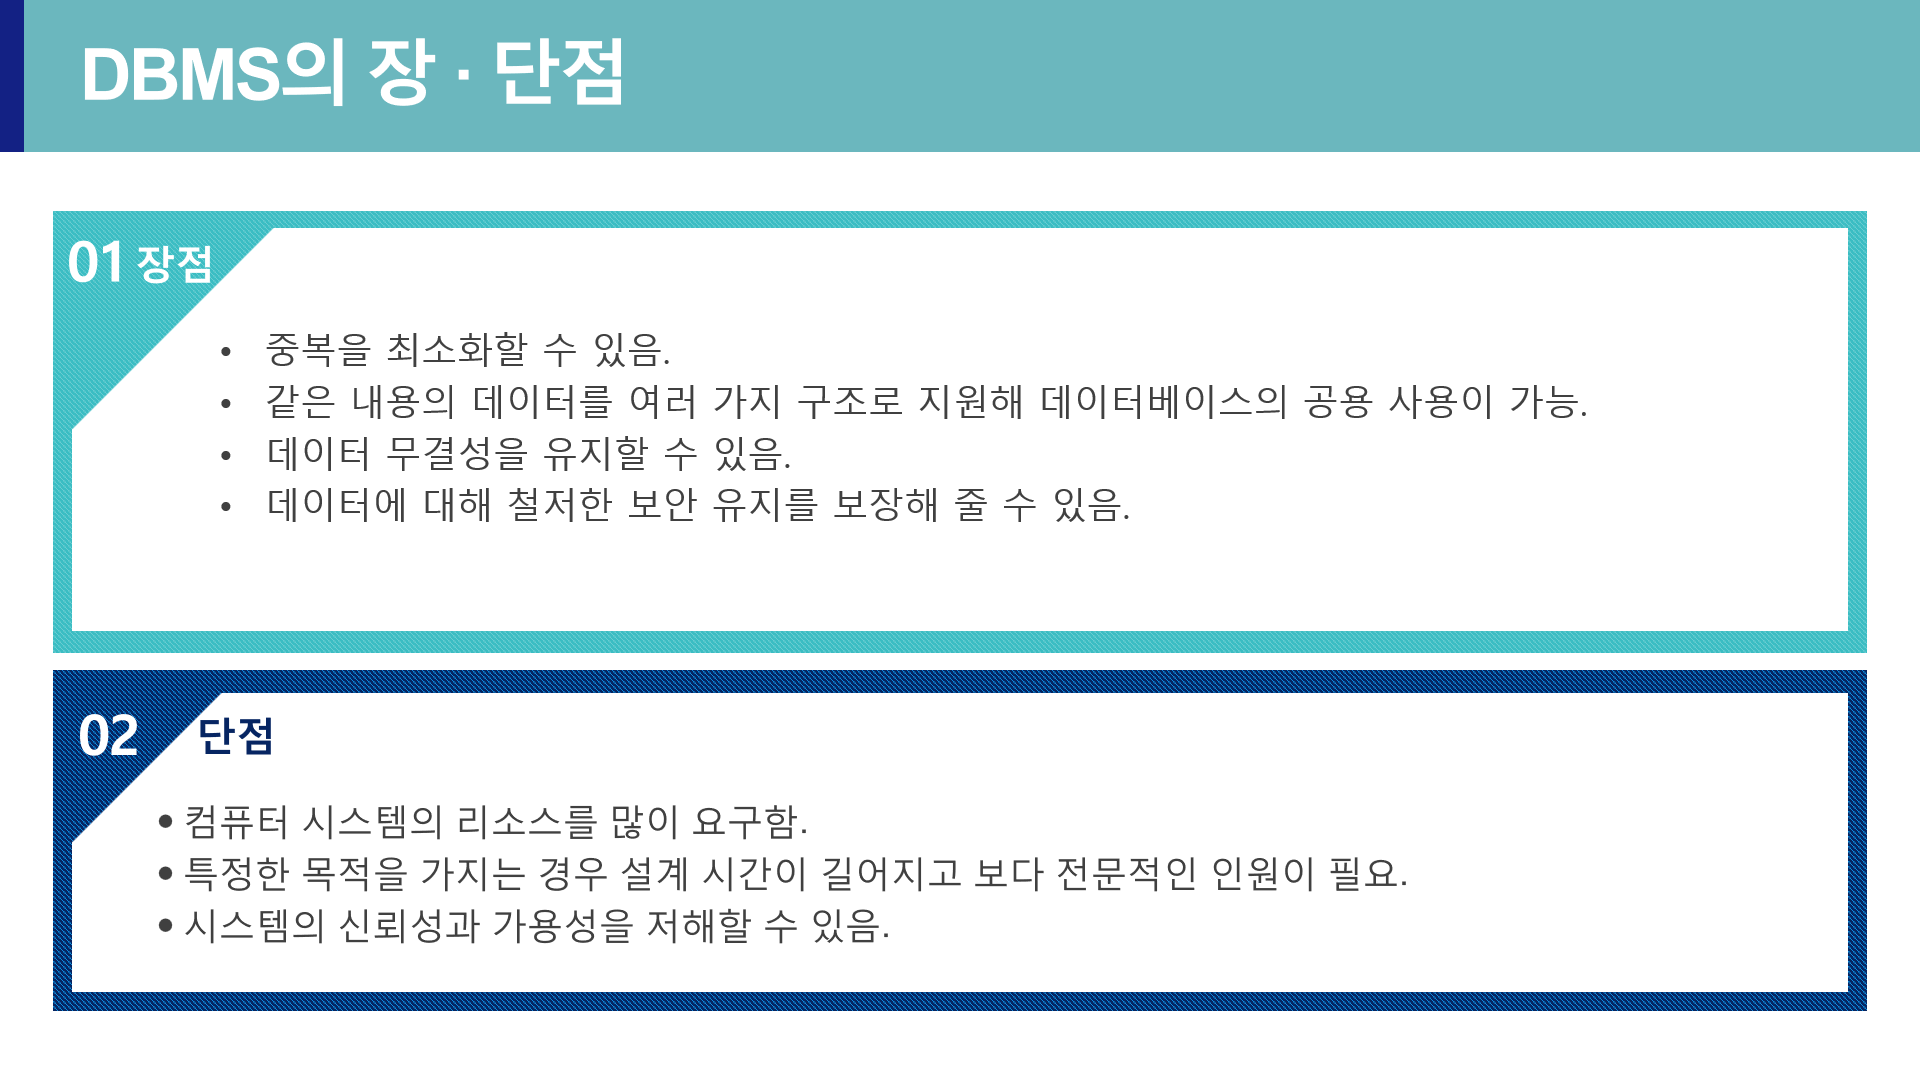 DBMS의 장 · 단점
01 장점
• 중복을 최소화할 수 있음.
• 같은 내용의 데이터를 여러 가지 구조로 지원해 데이터베이스의 공용 사용이 가능.
• 데이터 무결성을 유지할 수 있음.
• 데이터에 대해 철저한 보안 유지를 보장해 줄 수 있음.
02 단점
• 컴퓨터 시스템의 리소스를 많이 요구함.
• 특정한 목적을 가지는 경우 설계 시간이 길어지고 보다 전문적인 인원이 필요.
• 시스템의 신뢰성과 가용성을 저해할 수 있음.